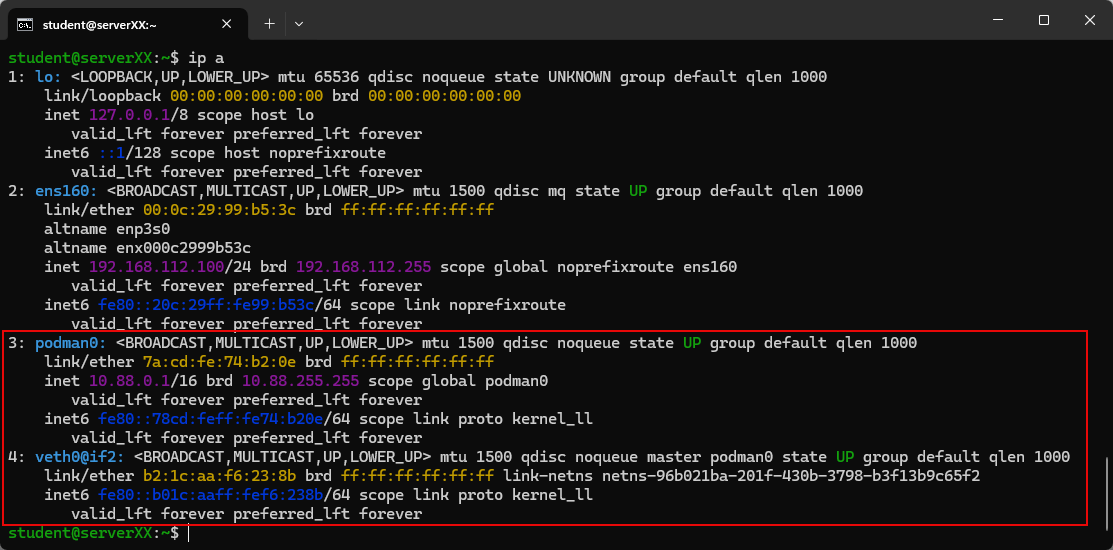 student@serverXX:~
student@serverXX:~$ ip a
1: lo: <LOOPBACK,UP,LOWER_UP> mtu 65536 qdisc noqueue state UNKNOWN group default qlen 1000
    link/loopback 00:00:00:00:00:00 brd 00:00:00:00:00:00
    inet 127.0.0.1/8 scope host lo
       valid_lft forever preferred_lft forever
    inet6 ::1/128 scope host noprefixroute
       valid_lft forever preferred_lft forever
2: ens160: <BROADCAST,MULTICAST,UP,LOWER_UP> mtu 1500 qdisc mq state UP group default qlen 1000
    link/ether 00:0c:29:99:b5:3c brd ff:ff:ff:ff:ff:ff
    altname enp3s0
    altname enx000c2999b53c
    inet 192.168.112.100/24 brd 192.168.112.255 scope global noprefixroute ens160
       valid_lft forever preferred_lft forever
    inet6 fe80::20c:29ff:fe99:b53c/64 scope link noprefixroute
       valid_lft forever preferred_lft forever
3: podman0: <BROADCAST,MULTICAST,UP,LOWER_UP> mtu 1500 qdisc noqueue state UP group default qlen 1000
    link/ether 7a:cd:fe:74:b2:0e brd ff:ff:ff:ff:ff:ff
    inet 10.88.0.1/16 brd 10.88.255.255 scope global podman0
       valid_lft forever preferred_lft forever
    inet6 fe80::78cd:feff:fe74:b20e/64 scope link proto kernel_ll
       valid_lft forever preferred_lft forever
4: veth0@if2: <BROADCAST,MULTICAST,UP,LOWER_UP> mtu 1500 qdisc noqueue master podman0 state UP group default qlen 1000
    link/ether b2:1c:aa:f6:23:8b brd ff:ff:ff:ff:ff:ff link-netns netns-96b021ba-201f-430b-3798-b3f13b9c65f2
    inet6 fe80::b01c:aaff:fef6:238b/64 scope link proto kernel_ll
       valid_lft forever preferred_lft forever
student@serverXX:~$